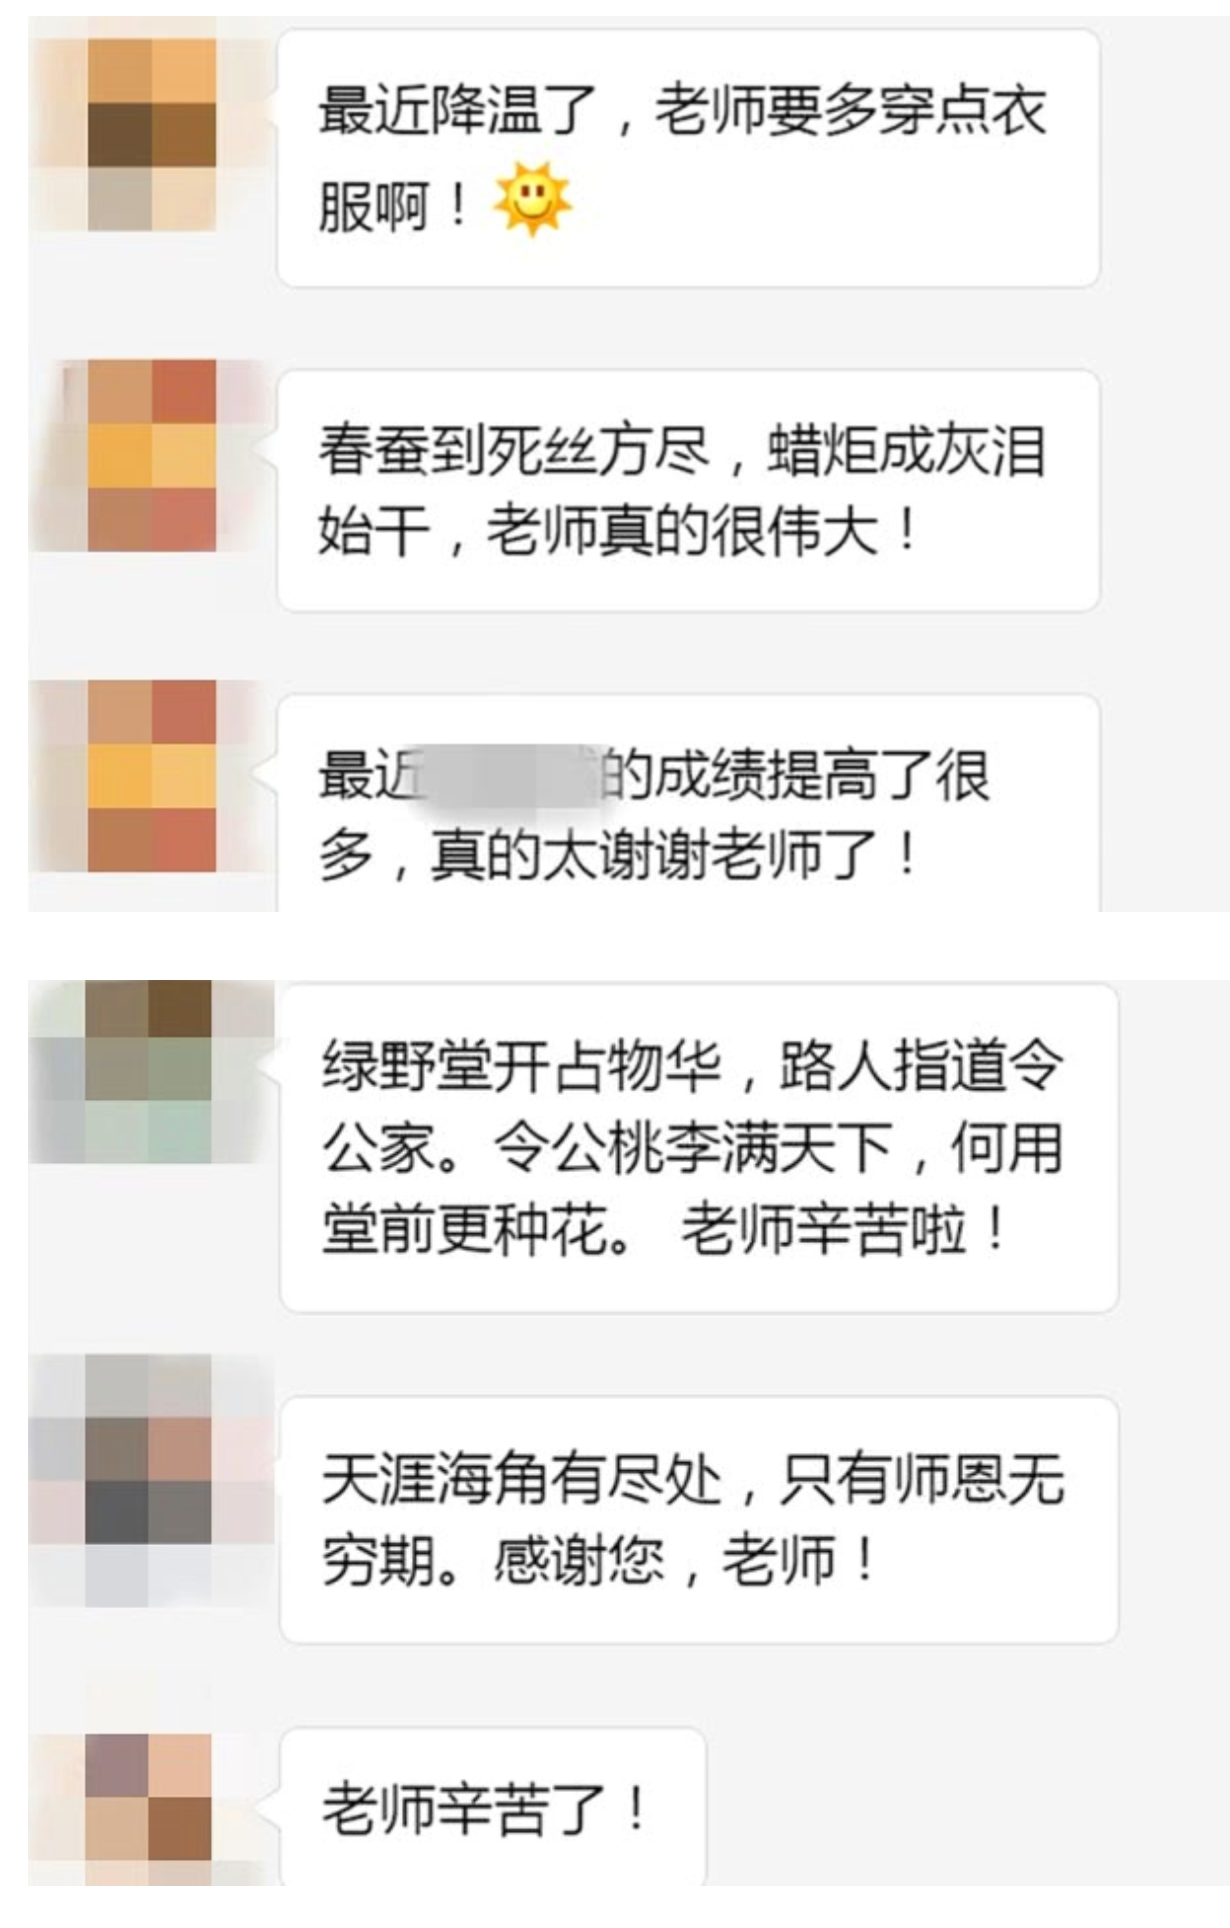 最近降温了，老师要多穿点衣
服啊！
春蚕到死丝方尽，蜡炬成灰泪
始干，老师真的很伟大！
最近的成绩提高了很
多，真的太谢谢老师了！
绿野堂开占物华，路人指道令
公家。令公桃李满天下，何用
堂前更种花。 老师辛苦啦！
天涯海角有尽处，只有师恩无
穷期。感谢您，老师！
老师辛苦了！